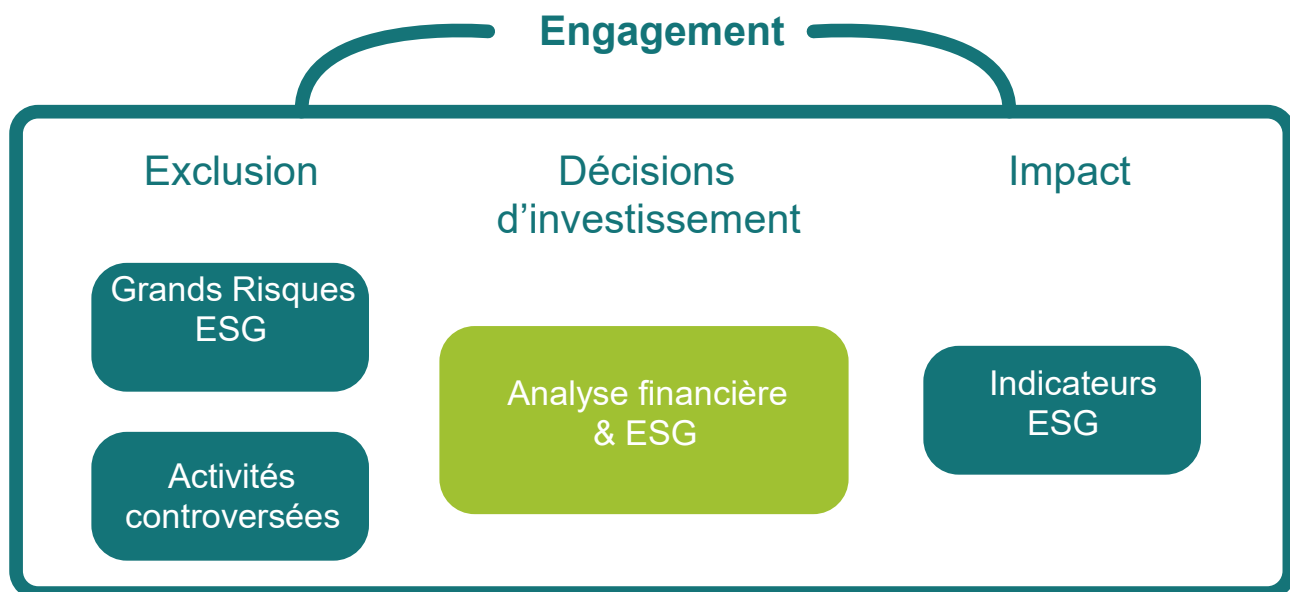 Engagement
Exclusion
Grands Risques
ESG
Activités
controversées
Décisions
d’investissement
Analyse financière
& ESG
Impact
Indicateurs
ESG